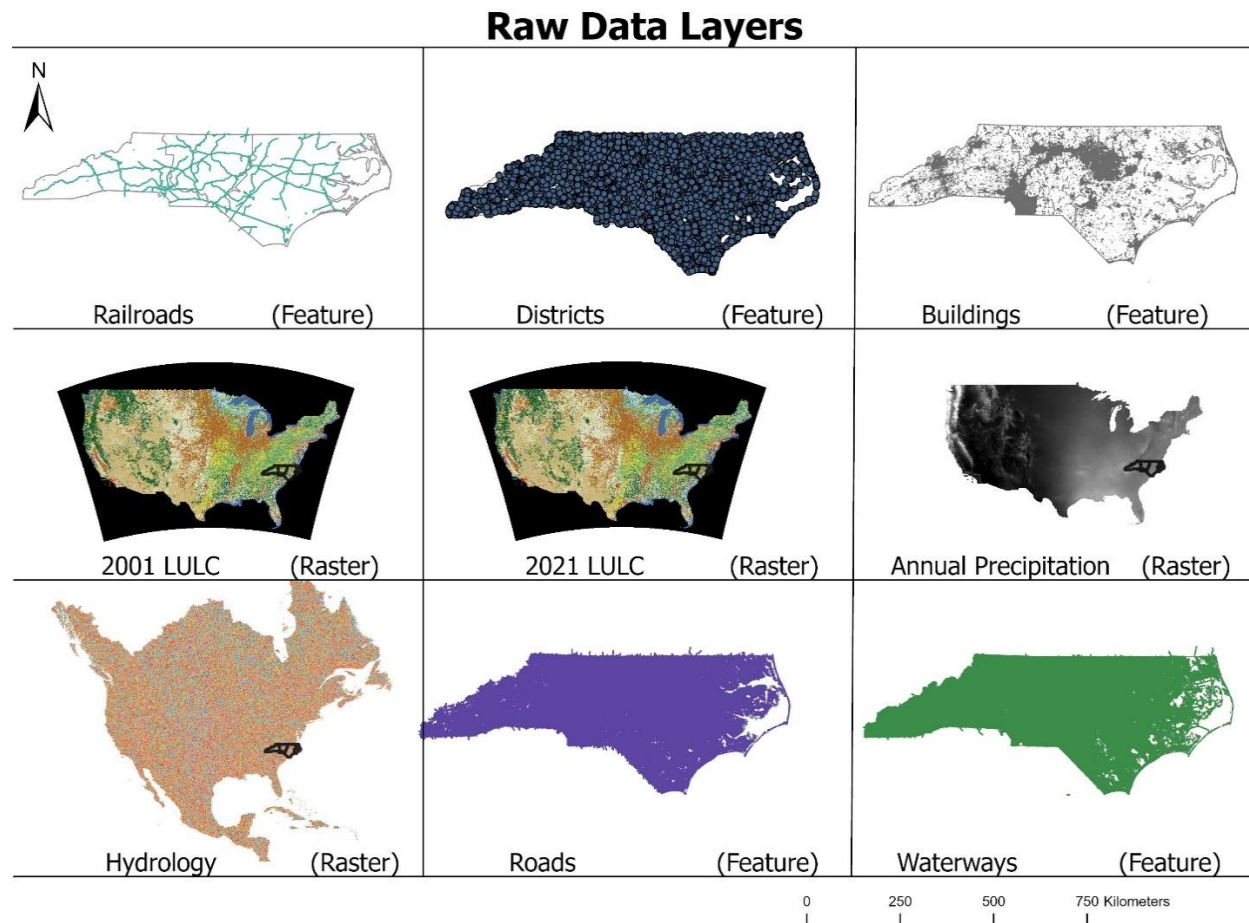 Raw Data Layers
N
Railroads (Feature)
Districts (Feature)
Buildings (Feature)
2001 LULC (Raster)
2021 LULC (Raster)
Annual Precipitation (Raster)
Hydrology (Raster)
Roads (Feature)
Waterways (Feature)
0 250 500 750 Kilometers